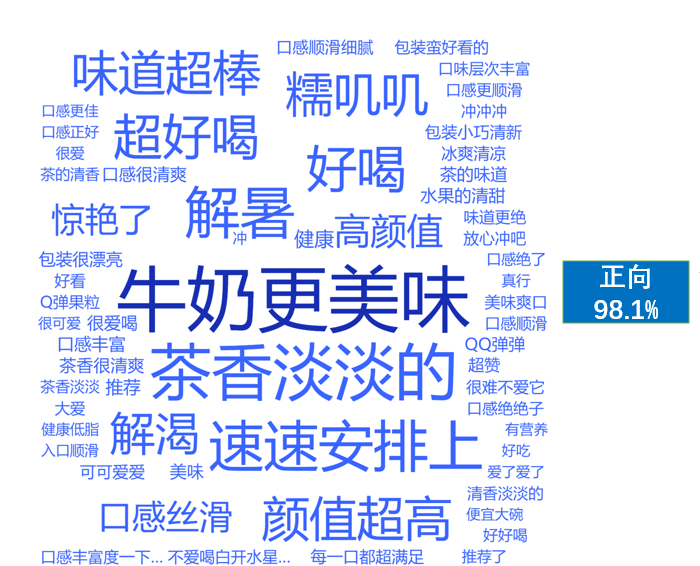 口感顺滑细腻 包装蛮好看的
味道超棒 口味层次丰富
糯叽叽 口感更顺滑
口感更佳 冲冲冲
超好喝
口感正好 包装小巧清新
很爱 好喝 冰爽清凉
茶的清香 口感很清爽 茶的味道
解暑 水果的清甜
惊艳了 味道更绝
冲 健康 高颜值 放心冲吧
包装很漂亮 口感绝了
好看 真行
Q弹果粒 牛奶更美味 美味爽口
很可爱 很爱喝 口感顺滑
口感丰富 QQ弹弹
茶香很清爽 茶香淡淡的 超赞
茶香淡淡 推荐 很难不爱它
大爱 口感绝绝子
健康低脂 解渴 速速安排上 有营养
入口顺滑 好吃
可可爱爱 美味 爱了爱了
清香淡淡的
口感丝滑 颜值超高 便宜大碗
好好喝
口感丰富度一下... 不爱喝白开水星... 每一口都超满足 推荐了
正向
98.1%